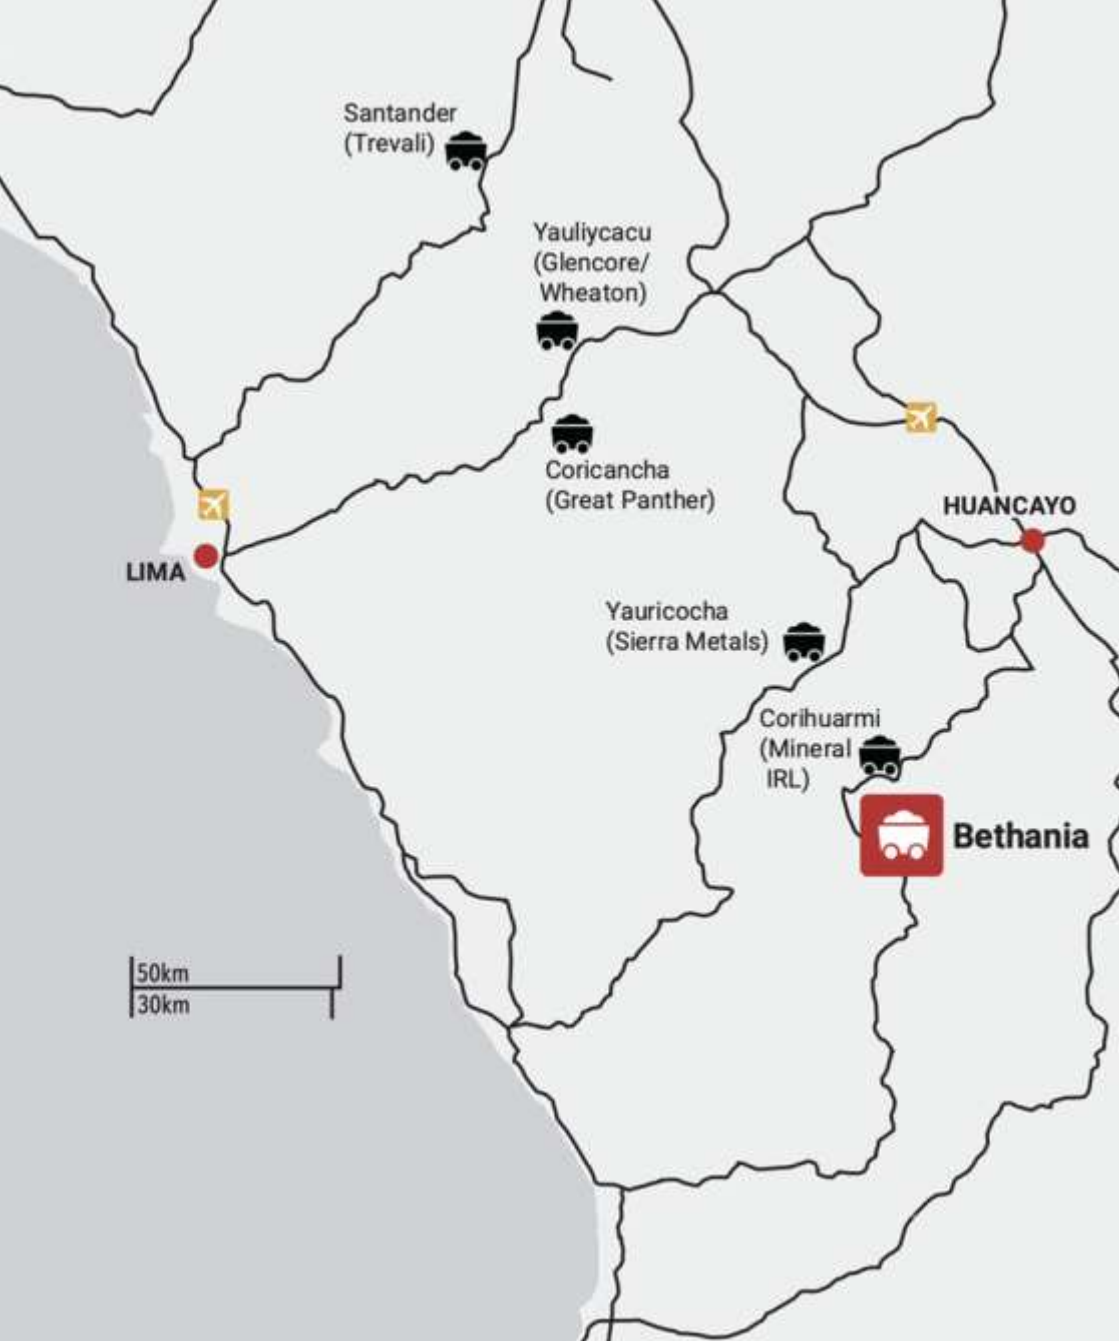 Santander
(Trevali)
Yauliycacu
(Glencore/
Wheaton)
Coricancha
(Great Panther)
HUANCAYO
LIMA
Yauricocha
(Sierra Metals)
Corihuarmi
(Mineral
IRL)
Bethania
50km
30km